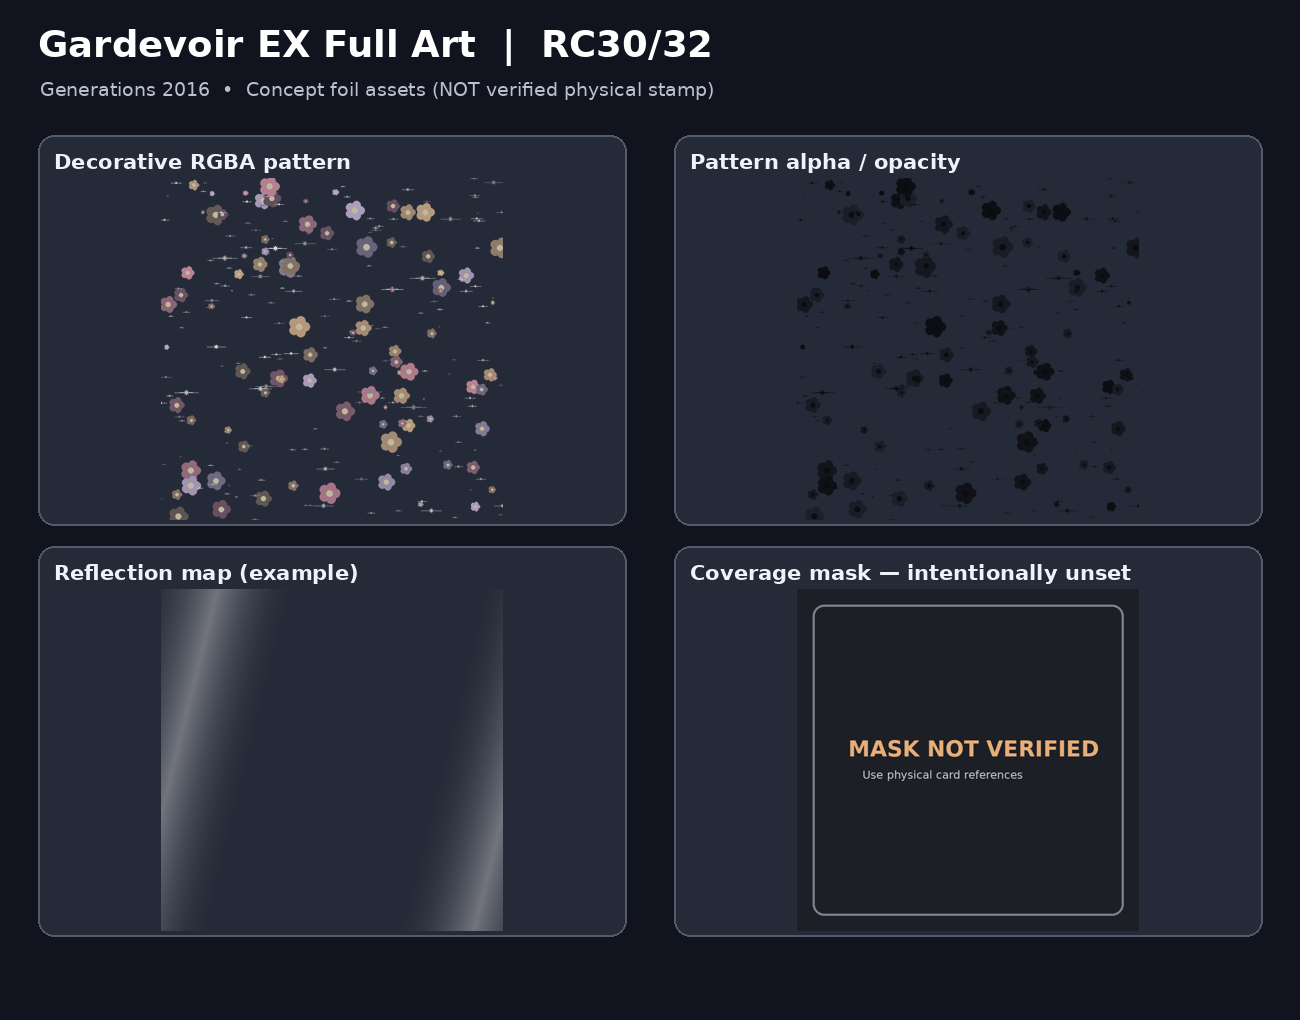 Gardevoir EX Full Art | RC30/32
Generations 2016 • Concept foil assets (NOT verified physical stamp)
Decorative RGBA pattern
Pattern alpha / opacity
Reflection map (example)
Coverage mask — intentionally unset
MASK NOT VERIFIED
Use physical card references